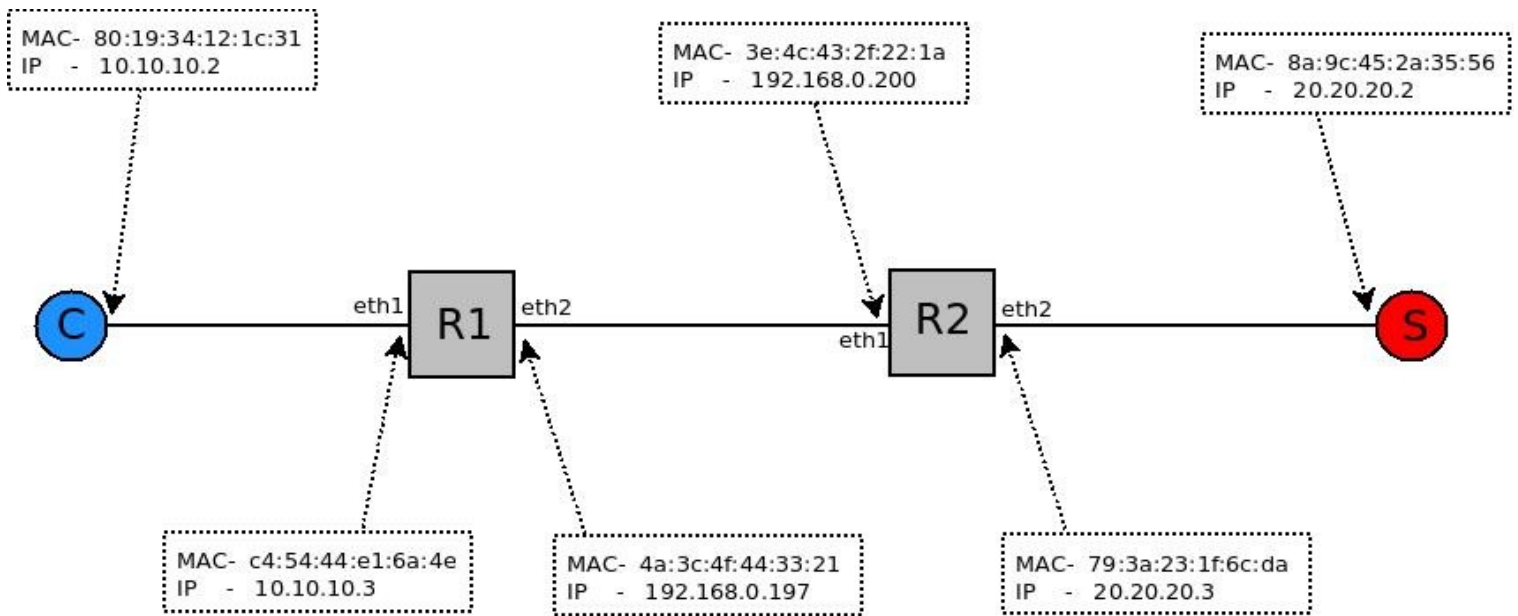 MAC- 80:19:34:12:1c:31
IP - 10.10.10.2
MAC- 3e:4c:43:2f:22:1a
IP - 192.168.0.200
MAC- 8a:9c:45:2a:35:56
IP - 20.20.20.2
C
eth1
R1
eth2
eth1
R2
eth2
S
MAC- c4:54:44:e1:6a:4e
IP - 10.10.10.3
MAC- 4a:3c:4f:44:33:21
IP - 192.168.0.197
MAC- 79:3a:23:1f:6c:da
IP - 20.20.20.3